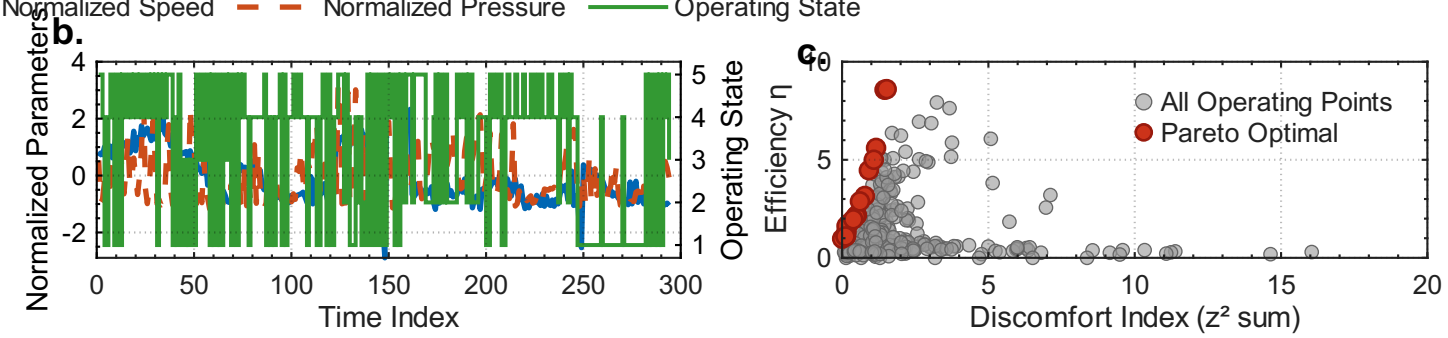 Normalized Speed Normalized Pressure Operating State
b.
Normalized Parameters
4
2
0
-2
5
4
3
2
1
Operating State
0 50 100 150 200 250 300
Time Index
c.
Efficiency η
10
5
0
All Operating Points
Pareto Optimal
0 5 10 15 20
Discomfort Index (z² sum)